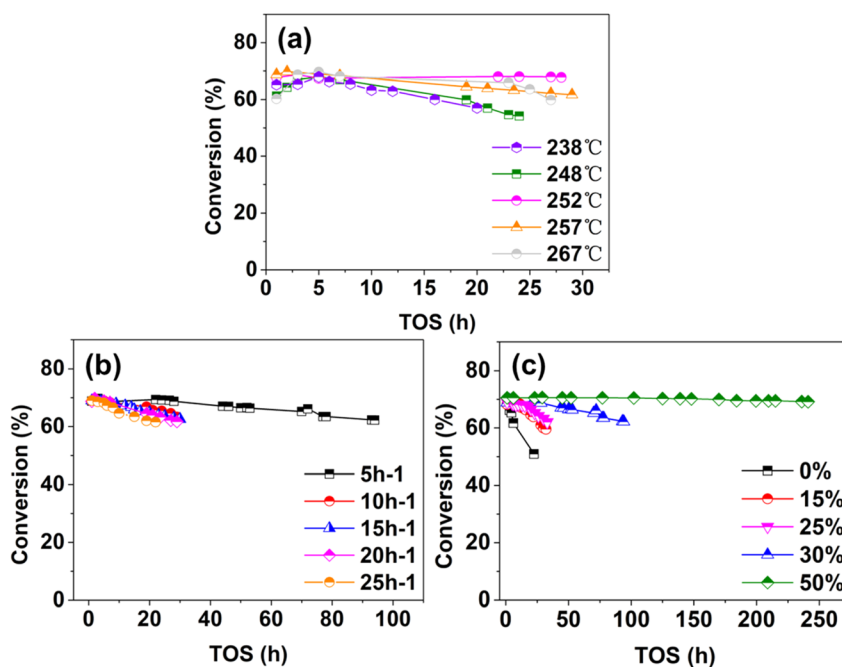 (a)
Conversion (%)
80
60
40
20
0
238℃
248℃
252℃
257℃
267℃
0 5 10 15 20 25 30
TOS (h)
(b)
Conversion (%)
80
60
40
20
0
5h-1
10h-1
15h-1
20h-1
25h-1
0 20 40 60 80 100
TOS (h)
(c)
Conversion (%)
80
60
40
20
0
0%
15%
25%
30%
50%
0 50 100 150 200 250
TOS (h)